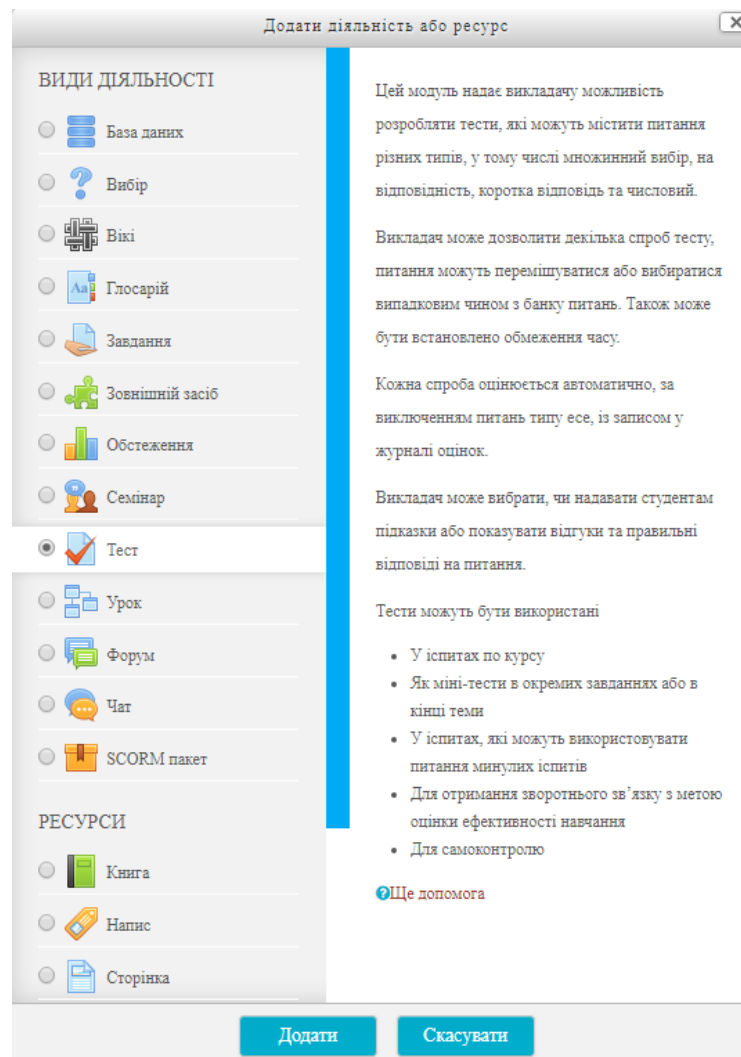 Додати діяльність або ресурс
ВИДИ ДІЯЛЬНОСТІ
База даних
Вибір
Вікі
Глосарій
Завдання
Зовнішній засіб
Обстеження
Семінар
Тест
Урок
Форум
Чат
SCORM пакет
РЕСУРСИ
Книга
Напис
Сторінка
Цей модуль надає викладачу можливість
розробляти тести, які можуть містити питання
різних типів, у тому числі множинний вибір, на
відповідність, коротка відповідь та числовий.
Викладач може дозволити декілька спроб тесту,
питання можуть перемішуватися або вибиратися
випадковим чином з банку питань. Також може
бути встановлено обмеження часу.
Кожна спроба оцінюється автоматично, за
виключенням питань типу есе, із записом у
журналі оцінок.
Викладач може вибрати, чи надавати студентам
підказки або показувати відгуки та правильні
відповіді на питання.
Тести можуть бути використані
• У іспитах по курсу
• Як міні-тести в окремих завданнях або в
кінці теми
• У іспитах, які можуть використовувати
питання минулих іспитів
• Для отримання зворотнього зв’язку з метою
оцінки ефективності навчання
• Для самоконтролю
Ще допомога
Додати
Скасувати